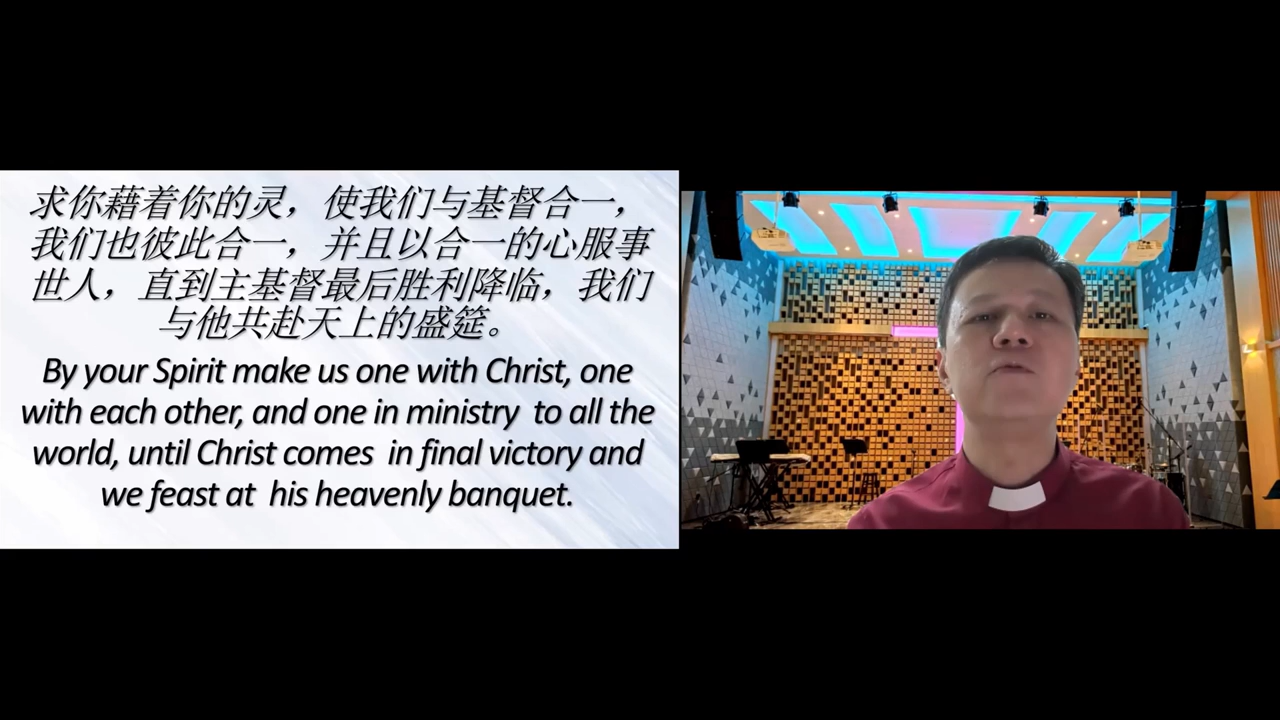 求你藉着你的灵，使我们与基督合一，
我们也彼此合一，并且以合一的心服事
世人，直到主基督最后胜利降临，我们
与他共赴天上的盛筵。
By your Spirit make us one with Christ, one
with each other, and one in ministry to all the
world, until Christ comes in final victory and
we feast at his heavenly banquet.